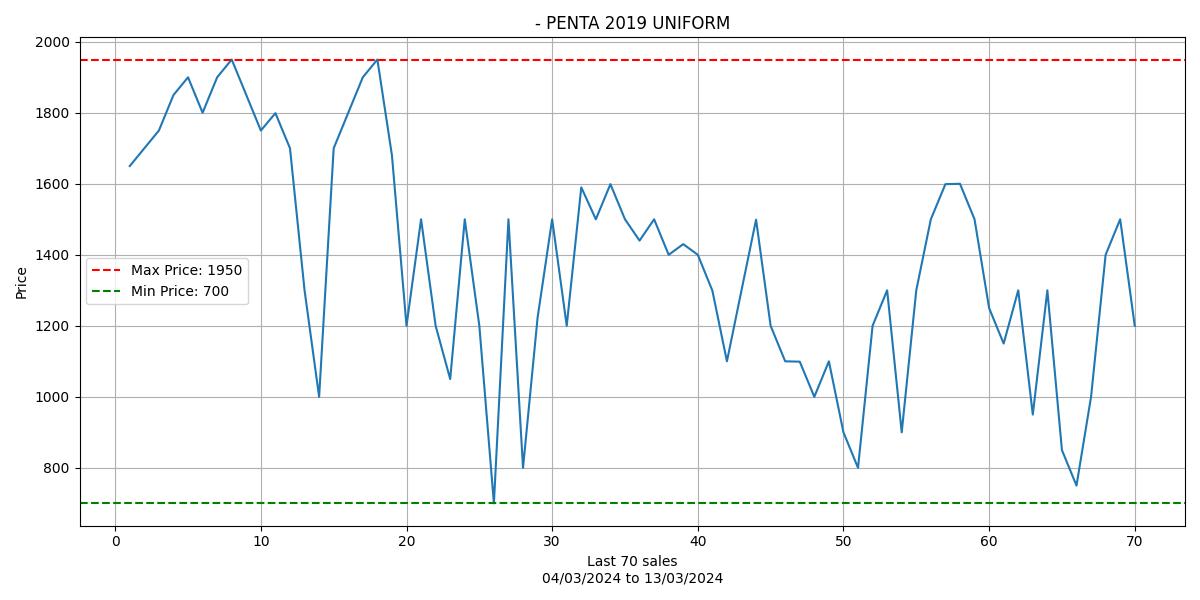 - PENTA 2019 UNIFORM
Price
2000
1800
1600
1400
1200
1000
800
Max Price: 1950
Min Price: 700
0 10 20 30 40 50 60 70
Last 70 sales
04/03/2024 to 13/03/2024